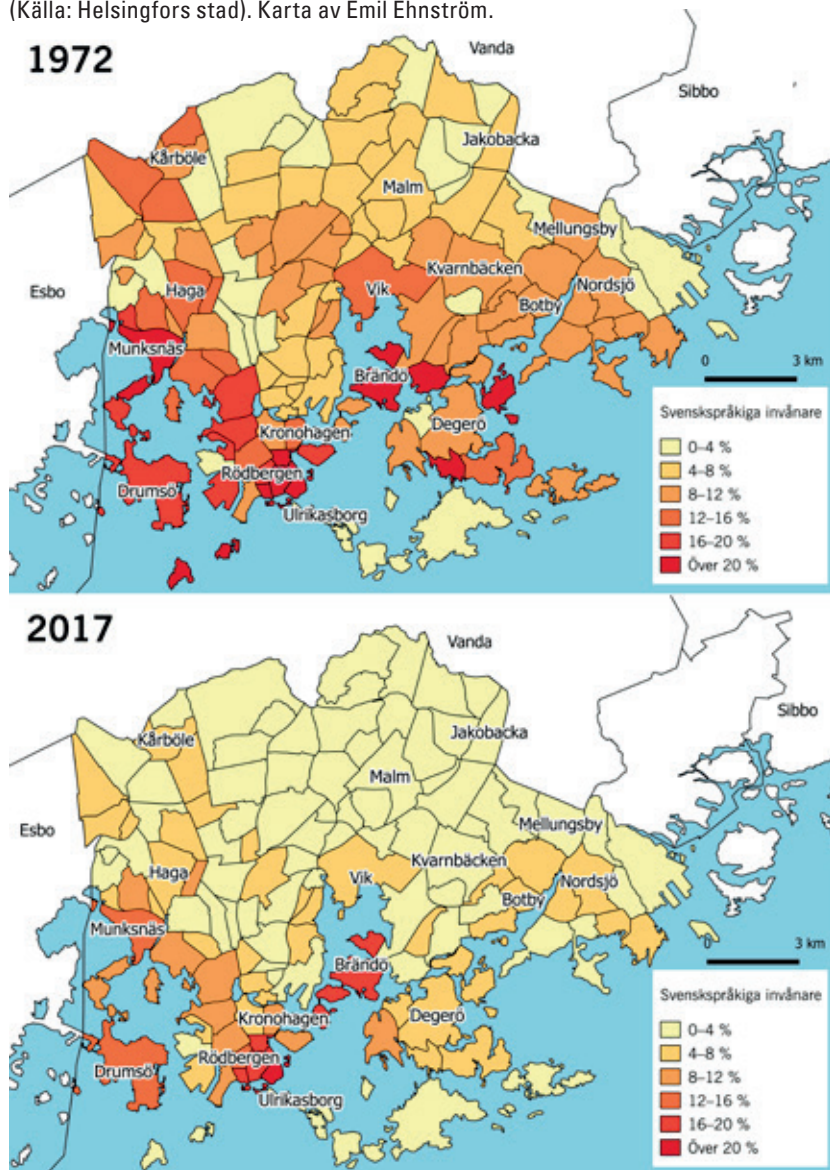 (Källa: Helsingfors stad). Karta av Emil Ehnström.
1972
Vanda
Sibbo
Kårböle
Jakobacka
Malm
Mellungsby
Esbo
Haga
Vik
Kvarnbäcken
Nordsjö
Botby
Munksnäs
Brändö
0 3 km
Degerö
Kronohagen
Drumsö
Rödbergen
Ulrikasborg
Svenskspråkiga invånare
0–4 %
4–8 %
8–12 %
12–16 %
16–20 %
Över 20 %
2017
Vanda
Sibbo
Kårböle
Jakobacka
Malm
Esbo
Mellungsby
Haga
Vik
Kvarnbäcken
Nordsjö
Botby
Munksnäs
0 3 km
Brändö
Kronohagen
Degerö
Drumsö
Rödbergen
Ulrikasborg
Svenskspråkiga invånare
0–4 %
4–8 %
8–12 %
12–16 %
16–20 %
Över 20 %